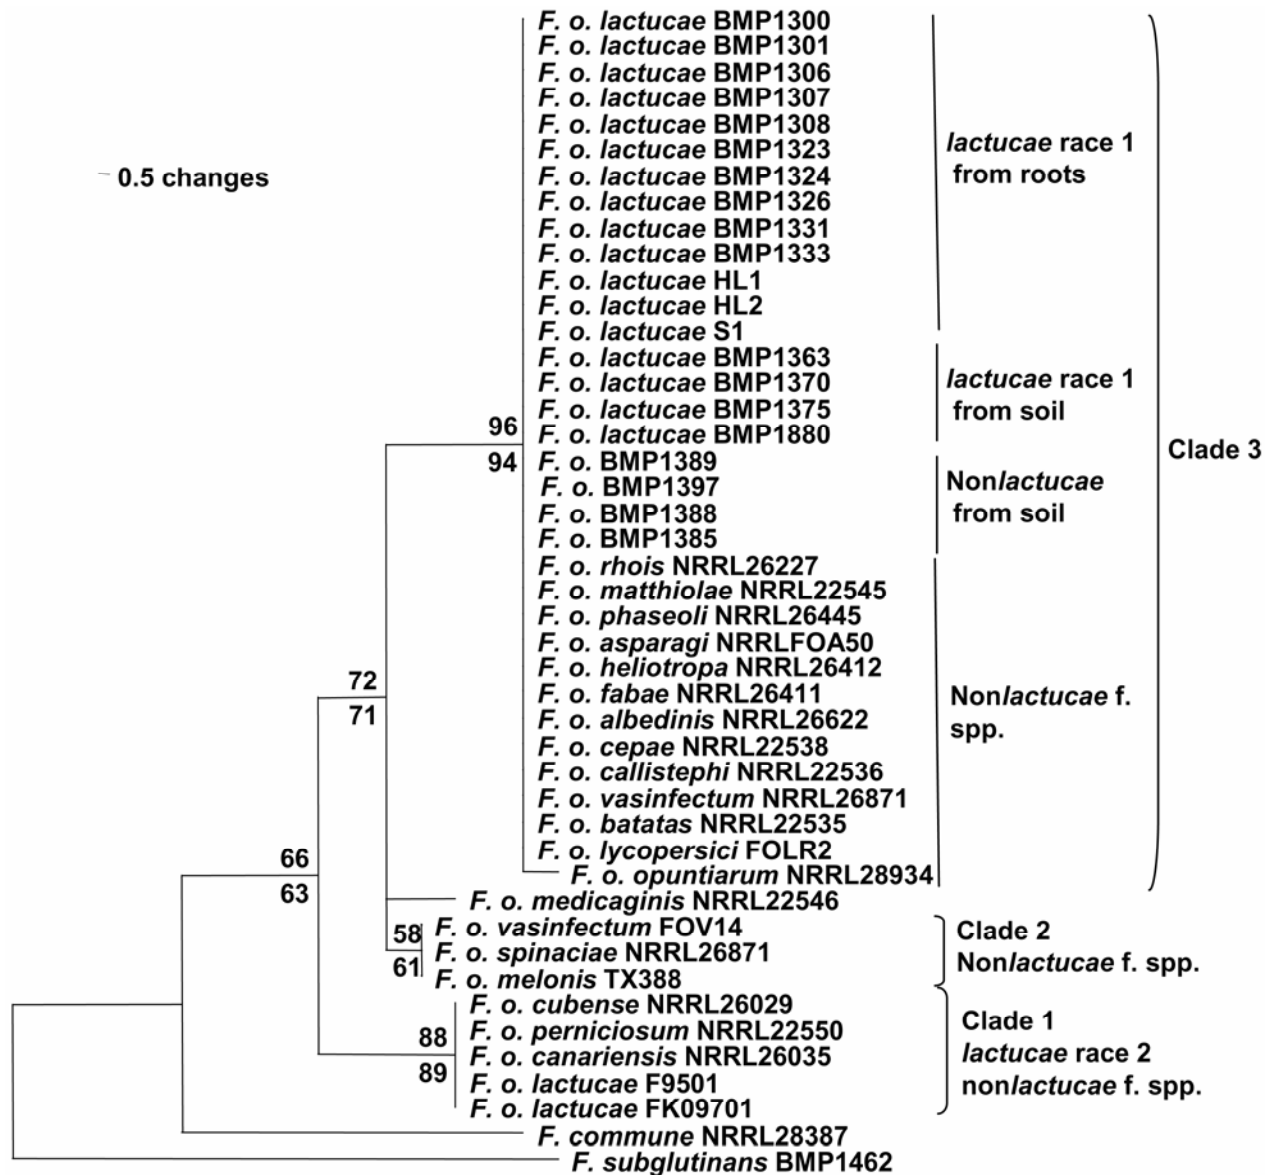 F. o. lactucae BMP1300
F. o. lactucae BMP1301
F. o. lactucae BMP1306
F. o. lactucae BMP1307
F. o. lactucae BMP1308
F. o. lactucae BMP1323
F. o. lactucae BMP1324
F. o. lactucae BMP1326
F. o. lactucae BMP1331
F. o. lactucae BMP1333
F. o. lactucae HL1
F. o. lactucae HL2
F. o. lactucae S1
F. o. lactucae BMP1363
F. o. lactucae BMP1370
F. o. lactucae BMP1375
F. o. lactucae BMP1880
F. o. BMP1389
F. o. BMP1397
F. o. BMP1388
F. o. BMP1385
F. o. rhois NRRL26227
F. o. matthiolae NRRL22545
F. o. phaseoli NRRL26445
F. o. asparagi NRRLFOA50
F. o. heliotropa NRRL26412
F. o. fabae NRRL26411
F. o. albedinis NRRL26622
F. o. cepae NRRL22538
F. o. callistephi NRRL22536
F. o. vasinfectum NRRL26871
F. o. batatas NRRL22535
F. o. lycopersici FOLR2
F. o. opuntiarum NRRL28934
F. o. medicaginis NRRL22546
F. o. vasinfectum FOV14
F. o. spinaciae NRRL26871
F. o. melonis TX388
F. o. cubense NRRL26029
F. o. perniciosum NRRL22550
F. o. canariensis NRRL26035
F. o. lactucae F9501
F. o. lactucae FK09701
F. commune NRRL28387
F. subglutinans BMP1462
0.5 changes
96
94
72
71
66
63
58
61
88
89
lactucae race 1
from roots
lactucae race 1
from soil
Nonlactucae
from soil
Nonlactucae f.
spp.
Clade 3
Clade 2
Nonlactucae f. spp.
Clade 1
lactucae race 2
nonlactucae f. spp.